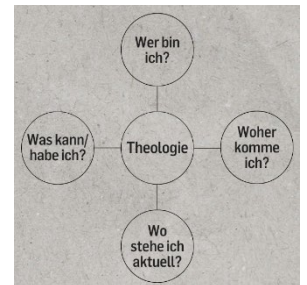 Wer bin
ich?
Was kann/
habe ich?
Theologie
Woher
komme
ich?
Wo
stehe ich
aktuell?